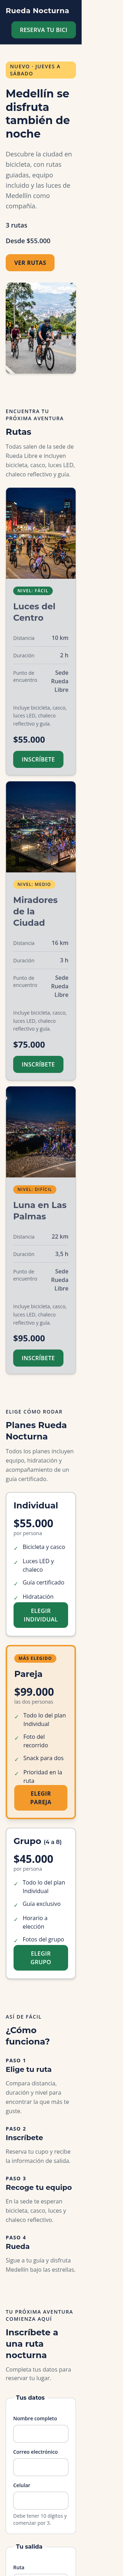 Rueda Nocturna
RESERVA TU BICI
NUEVO · JUEVES A
SÁBADO
Medellín se
disfruta
también de
noche
Descubre la ciudad en
bicicleta, con rutas
guiadas, equipo
incluido y las luces de
Medellín como
compañía.
3 rutas
Desde $55.000
VER RUTAS
ENCUENTRA TU
PRÓXIMA AVENTURA
Rutas
Todas salen de la sede de
Rueda Libre e incluyen
bicicleta, casco, luces LED,
chaleco reflectivo y guía.
NIVEL: FÁCIL
Luces del
Centro
Distancia 10 km
Duración 2 h
Punto de encuentro Sede
Rueda
Libre
Incluye bicicleta, casco,
luces LED, chaleco
reflectivo y guía.
$55.000
INSCRÍBETE
NIVEL: MEDIO
Miradores
de la
Ciudad
Distancia 16 km
Duración 3 h
Punto de encuentro Sede
Rueda
Libre
Incluye bicicleta, casco,
luces LED, chaleco
reflectivo y guía.
$75.000
INSCRÍBETE
NIVEL: DIFÍCIL
Luna en Las
Palmas
Distancia 22 km
Duración 3,5 h
Punto de encuentro Sede
Rueda
Libre
Incluye bicicleta, casco,
luces LED, chaleco
reflectivo y guía.
$95.000
INSCRÍBETE
ELIGE CÓMO RODAR
Planes Rueda
Nocturna
Todos los planes incluyen
equipo, hidratación y
acompañamiento de un
guía certificado.
Individual
$55.000
por persona
✓ Bicicleta y casco
✓ Luces LED y
chaleco
✓ Guía certificado
✓ Hidratación
ELEGIR
INDIVIDUAL
MÁS ELEGIDO
Pareja
$99.000
las dos personas
✓ Todo lo del plan
Individual
✓ Foto del
recorrido
✓ Snack para dos
✓ Prioridad en la
ruta
ELEGIR
PAREJA
Grupo (4 a 8)
$45.000
por persona
✓ Todo lo del plan
Individual
✓ Guía exclusivo
✓ Horario a
elección
✓ Fotos del grupo
ELEGIR
GRUPO
ASÍ DE FÁCIL
¿Cómo
funciona?
PASO 1
Elige tu ruta
Compara distancia,
duración y nivel para
encontrar la que más te
guste.
PASO 2
Inscríbete
Reserva tu cupo y recibe
la información de salida.
PASO 3
Recoge tu equipo
En la sede te esperan
bicicleta, casco, luces y
chaleco reflectivo.
PASO 4
Rueda
Sigue a tu guía y disfruta
Medellín bajo las estrellas.
TU PRÓXIMA AVENTURA
COMIENZA AQUÍ
Inscríbete a
una ruta
nocturna
Completa tus datos para
reservar tu lugar.
Tus datos
Nombre completo
Correo electrónico
Celular
Debe tener 10 dígitos y
comenzar por 3.
Tu salida
Ruta